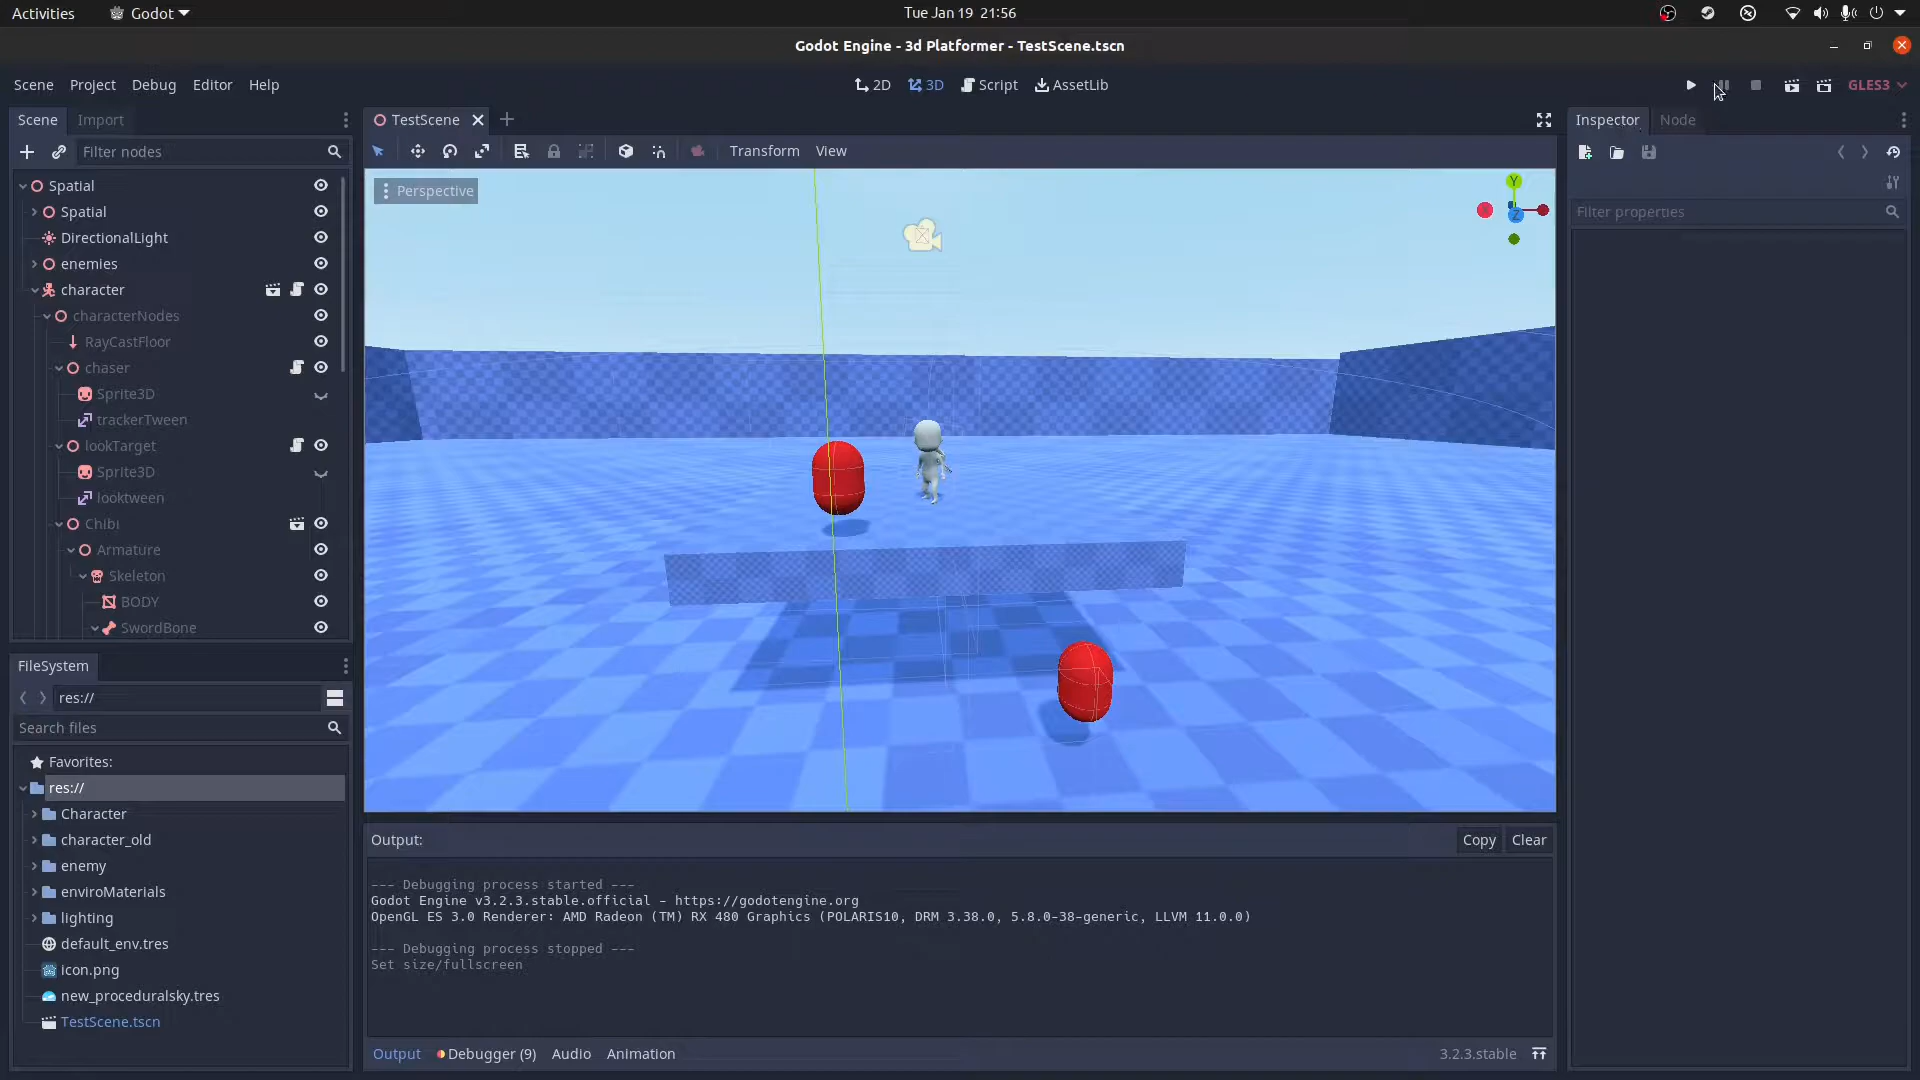 Activities
Godot
Tue Jan 19 21:56
Godot Engine - 3d Platformer - TestScene.tscn
Scene Project Debug Editor Help
2D 3D Script AssetLib
GLES3
Scene Import
Filter nodes
Spatial
Spatial
DirectionalLight
enemies
character
characterNodes
RayCastFloor
chaser
Sprite3D
trackerTween
lookTarget
Sprite3D
looktween
Chibi
Armature
Skeleton
BODY
SwordBone
FileSystem
res://
Search files
Favorites:
res://
Character
character_old
enemy
enviroMaterials
lighting
default_env.tres
icon.png
new_proceduralsky.tres
TestScene.tscn
TestScene
Transform View
Perspective
Y
Z
Output:
Copy Clear
--- Debugging process started ---
Godot Engine v3.2.3.stable.official - https://godotengine.org
OpenGL ES 3.0 Renderer: AMD Radeon (TM) RX 480 Graphics (POLARIS10, DRM 3.38.0, 5.8.0-38-generic, LLVM 11.0.0)
--- Debugging process stopped ---
Set size/fullscreen
Output Debugger (9) Audio Animation
3.2.3.stable
Inspector Node
Filter properties